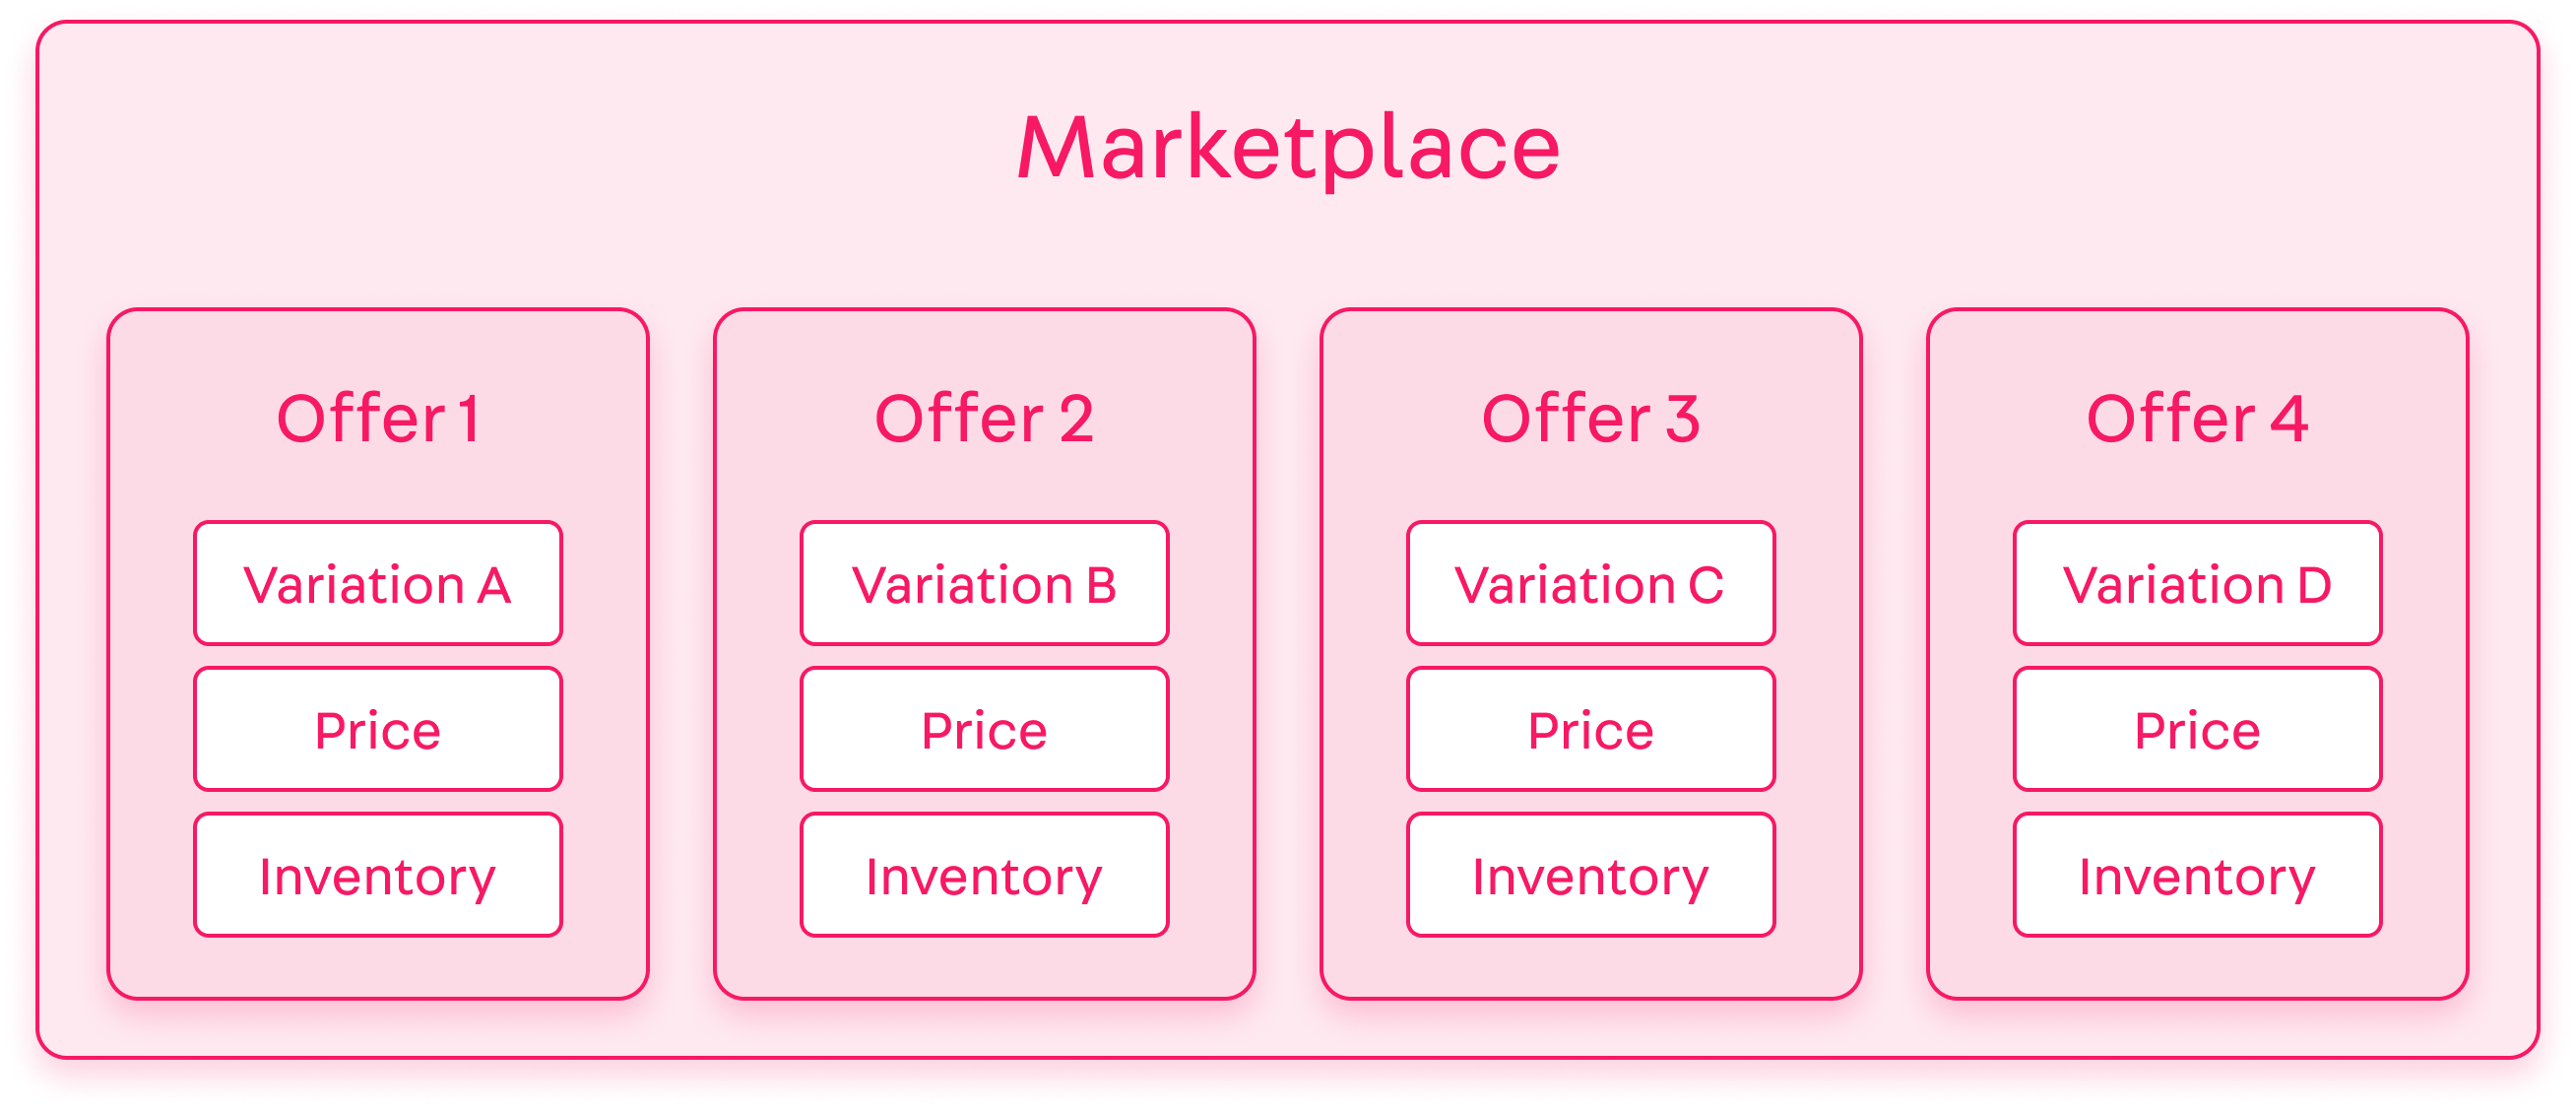 Marketplace
Offer 1
Variation A
Price
Inventory
Offer 2
Variation B
Price
Inventory
Offer 3
Variation C
Price
Inventory
Offer 4
Variation D
Price
Inventory